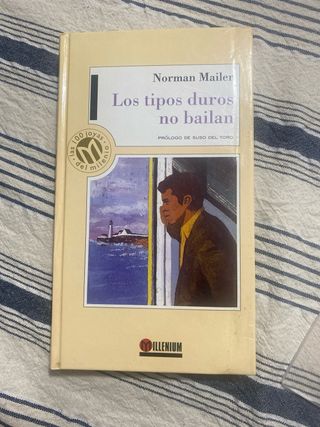 Norman Mailer
Los tipos duros
no bailan
PRÓLOGO DE SUSO DEL TORO
las 100 joyas
del milenio
MILLENIUM